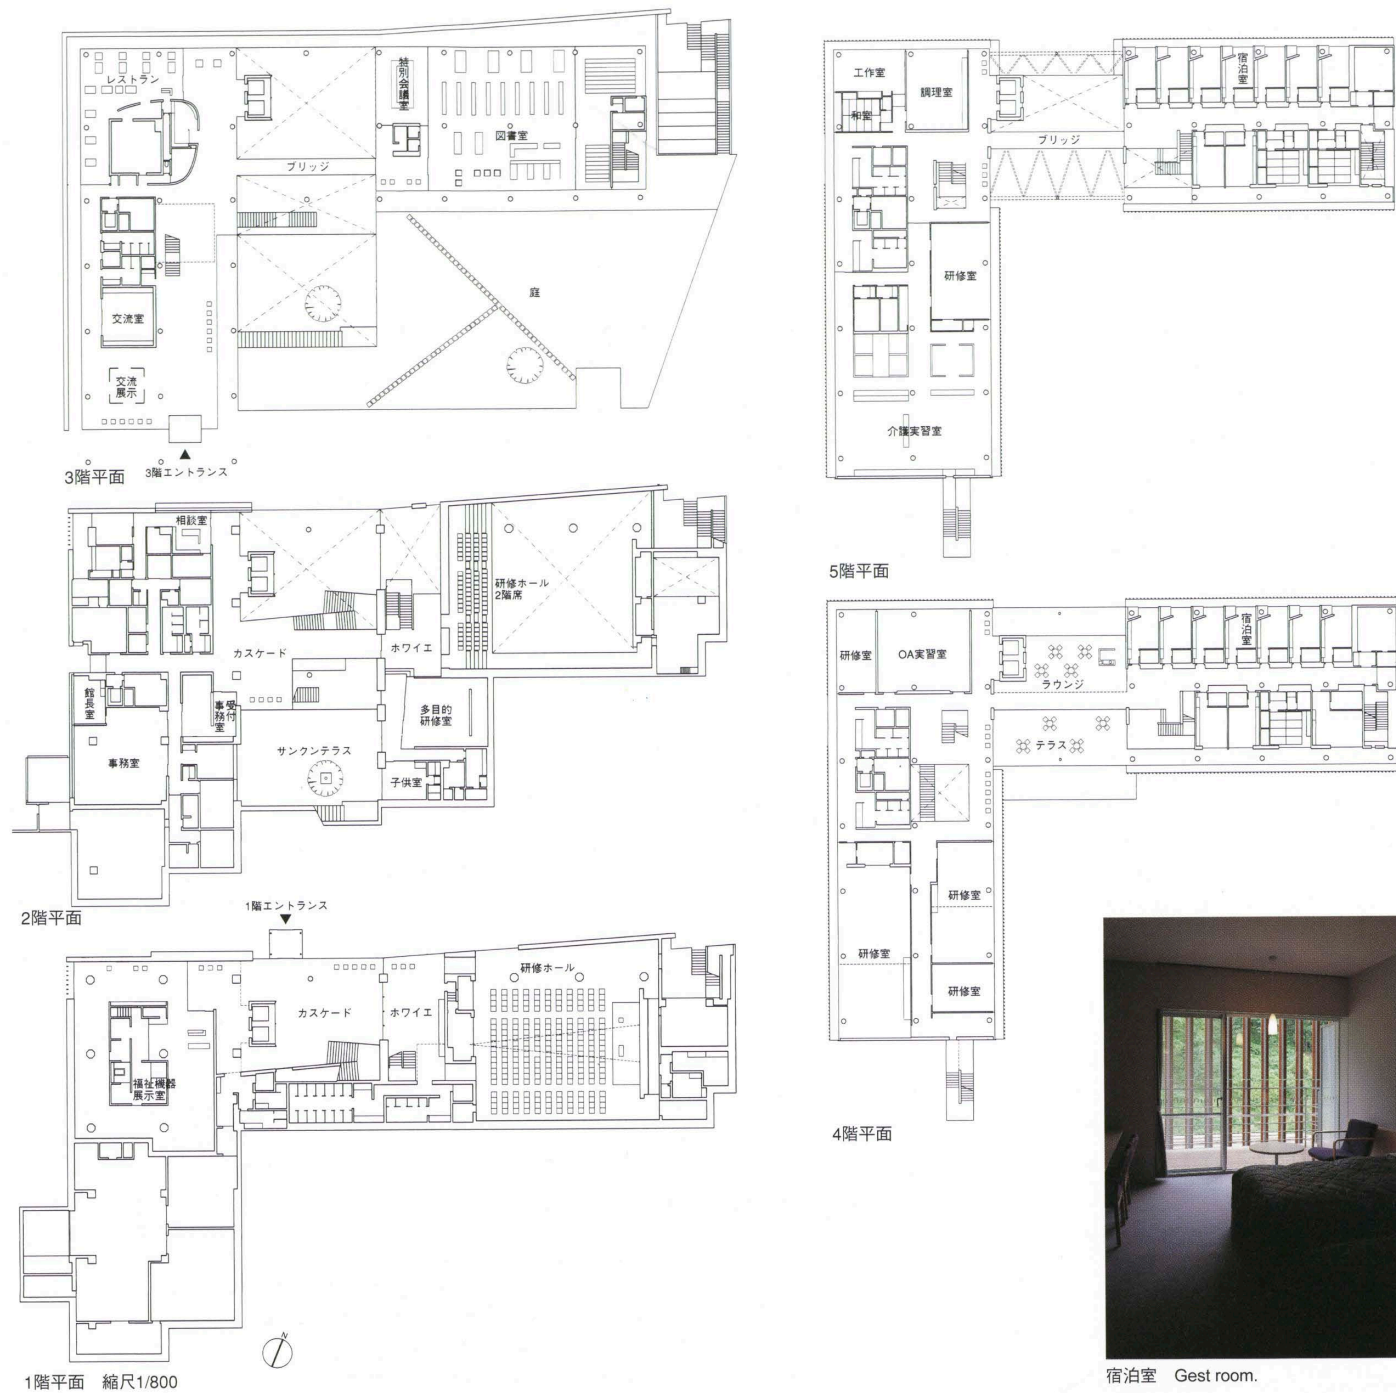 レストラン
特別会議室
図書室
ブリッジ
交流室
庭
交流
展示
3階平面
3階エントランス
相談室
研修ホール
2階席
カスケード
ホワイエ
館長室
受付
事務室
多目的
研修室
サンクンテラス
事務室
子供室
2階平面
1階エントランス
研修ホール
カスケード
ホワイエ
福祉機器
展示室
N
1階平面 縮尺1/800
工作室
調理室
宿泊室
和室
ブリッジ
研修室
介護実習室
5階平面
宿泊室
研修室
OA実習室
ラウンジ
テラス
研修室
研修室
研修室
4階平面
宿泊室 Gest room.